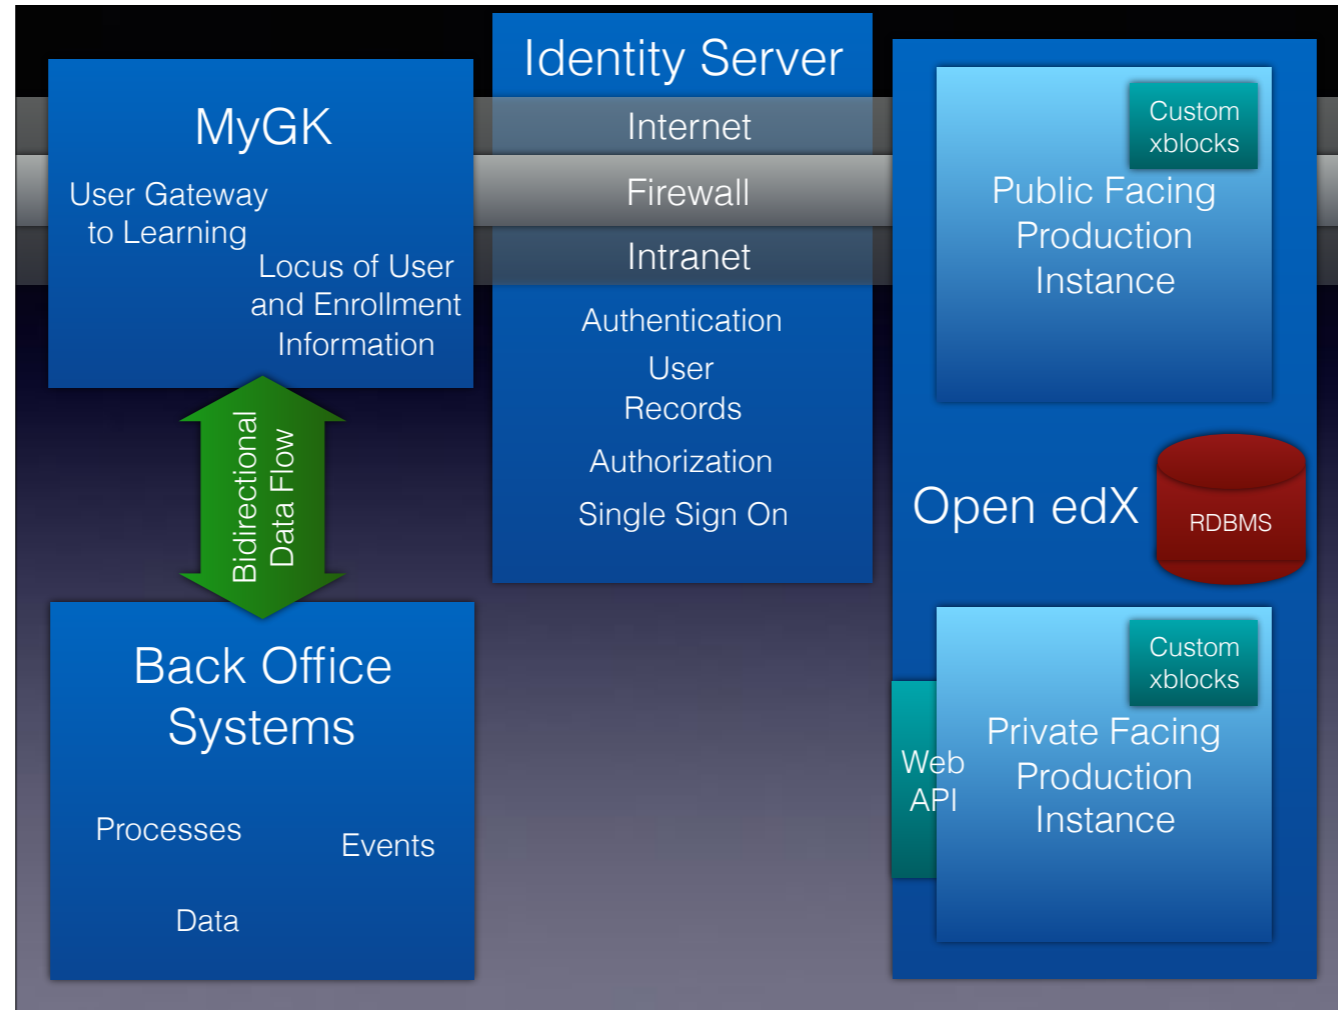 MyGK
User Gateway
to Learning
Locus of User
and Enrollment
Information
Bidirectional
Data Flow
Back Office
Systems
Processes
Events
Data
Identity Server
Internet
Firewall
Intranet
Authentication
User
Records
Authorization
Single Sign On
Custom
xblocks
Public Facing
Production
Instance
Open edX
RDBMS
Custom
xblocks
Private Facing
Production
Instance
Web
API